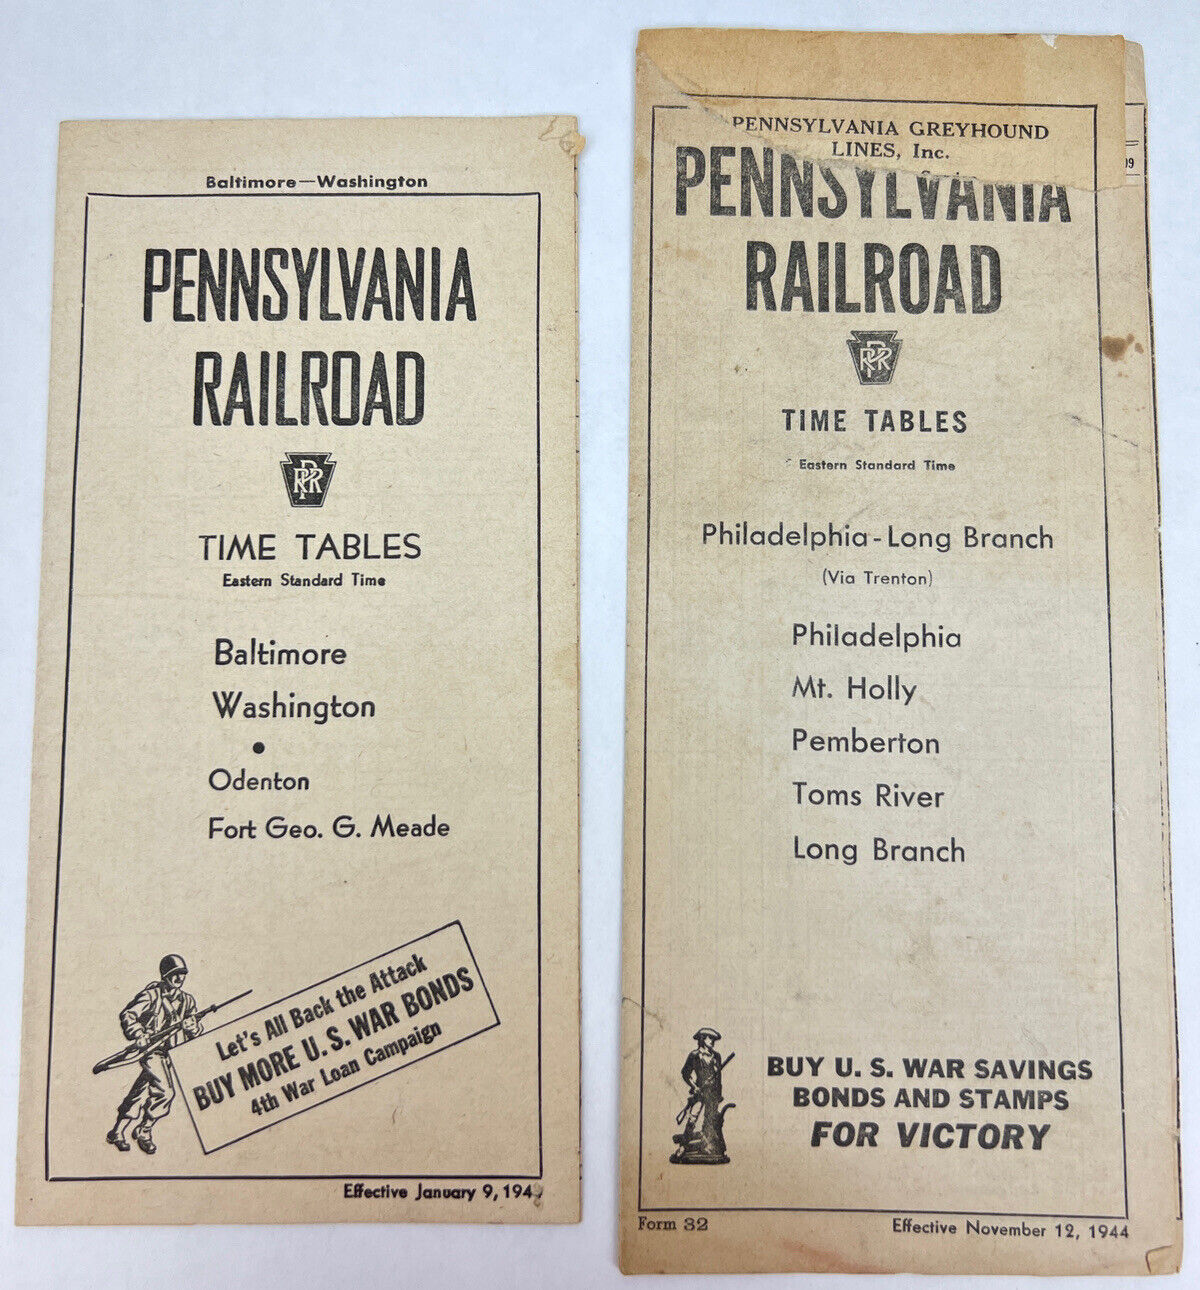 Baltimore—Washington
PENNSYLVANIA
RAILROAD
PRR
TIME TABLES
Eastern Standard Time
Baltimore
Washington
•
Odenton
Fort Geo. G. Meade
Let's All Back the Attack
BUY MORE U. S. WAR BONDS
4th War Loan Campaign
Effective January 9, 194
PENNSYLVANIA GREYHOUND
LINES, Inc.
PENNSYLVANIA
RAILROAD
PRR
TIME TABLES
Eastern Standard Time
Philadelphia - Long Branch
(Via Trenton)
Philadelphia
Mt. Holly
Pemberton
Toms River
Long Branch
BUY U. S. WAR SAVINGS
BONDS AND STAMPS
FOR VICTORY
Form 32
Effective November 12, 1944